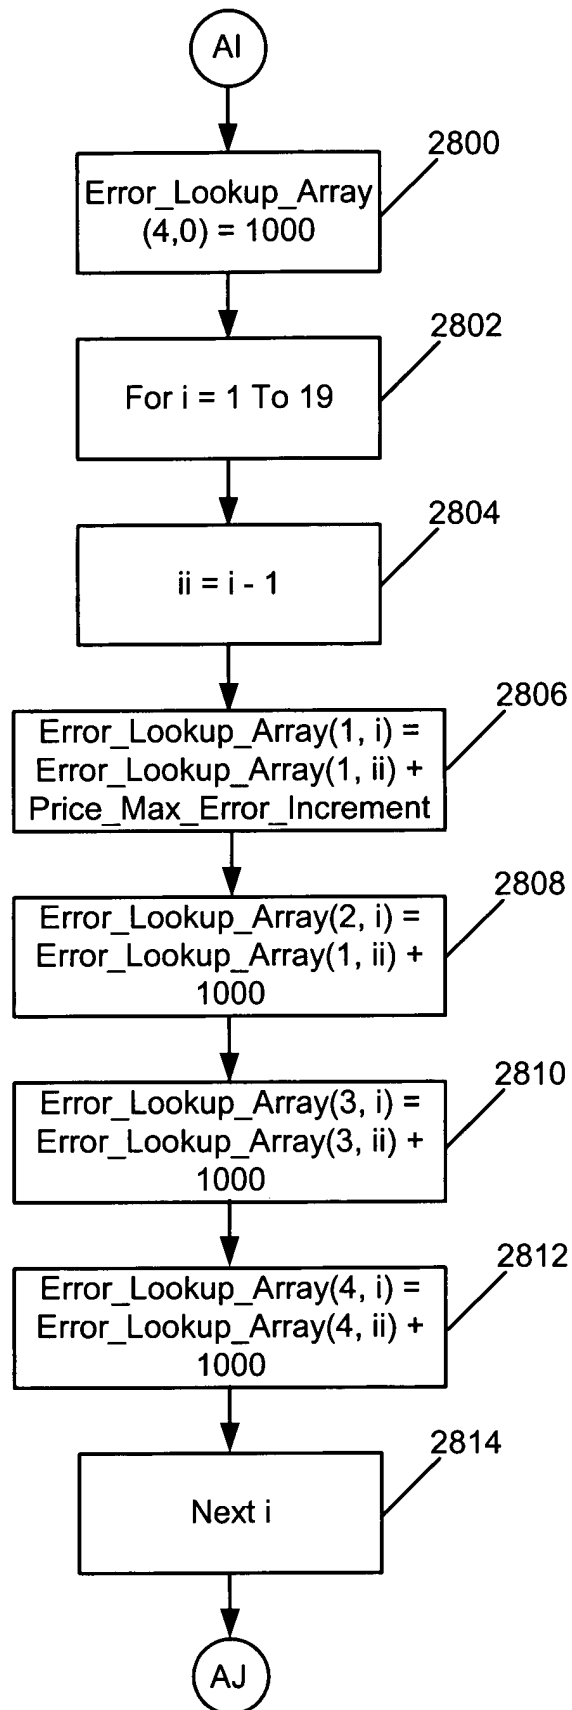 AI
2800
Error_Lookup_Array
(4,0) = 1000
2802
For i = 1 To 19
2804
ii = i - 1
2806
Error_Lookup_Array(1, i) =
Error_Lookup_Array(1, ii) +
Price_Max_Error_Increment
2808
Error_Lookup_Array(2, i) =
Error_Lookup_Array(1, ii) +
1000
2810
Error_Lookup_Array(3, i) =
Error_Lookup_Array(3, ii) +
1000
2812
Error_Lookup_Array(4, i) =
Error_Lookup_Array(4, ii) +
1000
2814
Next i
AJ